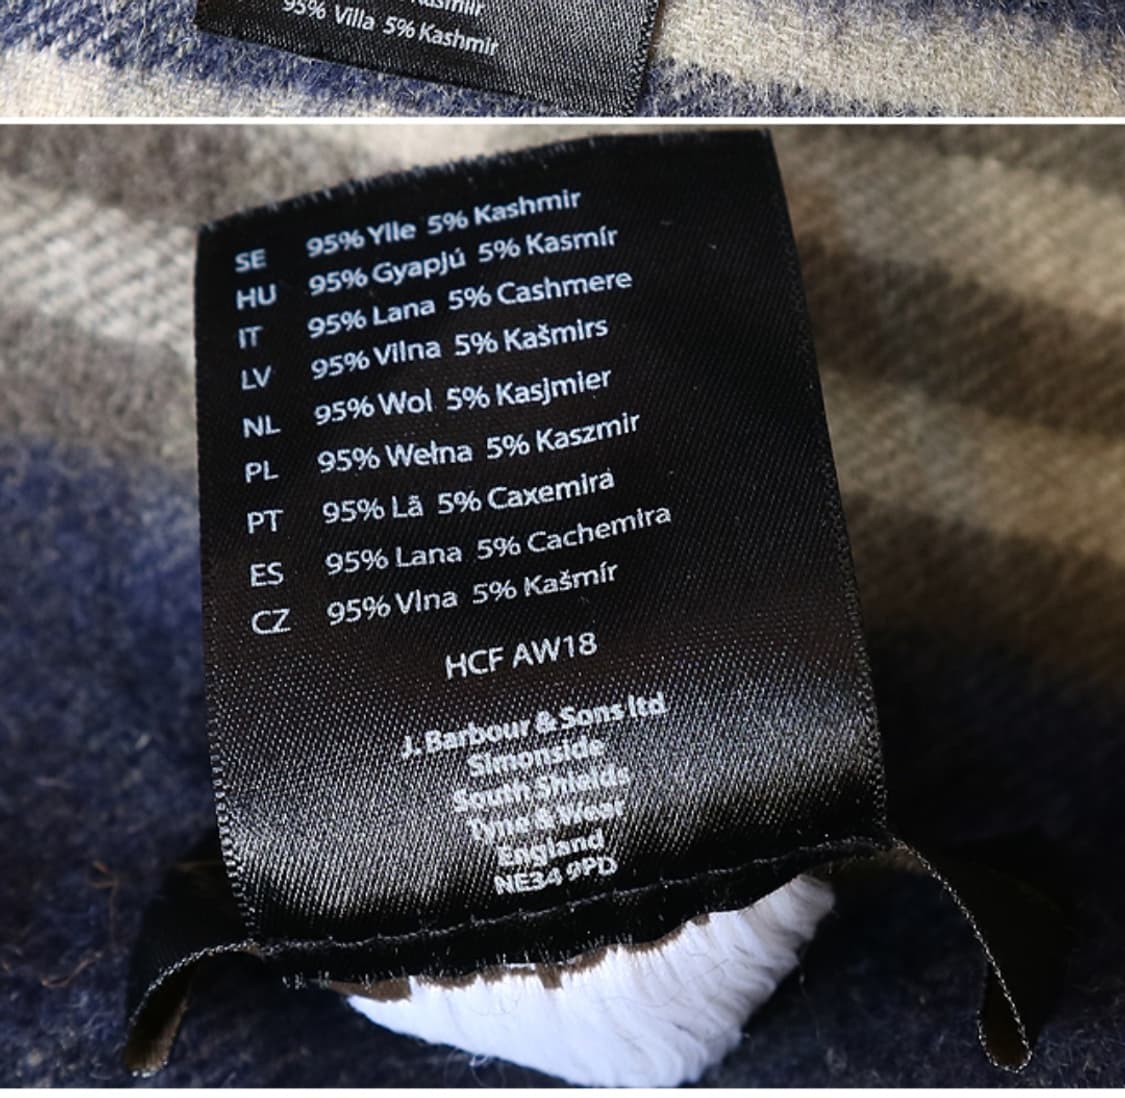 95% Villa 5% Kashmir
SE 95% Ylle 5% Kashmir
HU 95% Gyapjú 5% Kasmír
IT 95% Lana 5% Cashmere
LV 95% Vilna 5% Kašmirs
NL 95% Wol 5% Kasjmier
PL 95% Wełna 5% Kaszmir
PT 95% Lã 5% Caxemira
ES 95% Lana 5% Cachemira
CZ 95% Vlna 5% Kašmír
HCF AW18
J. Barbour & Sons ltd
Simonside
South Shields
Tyne & Wear
England
NE34 9PD